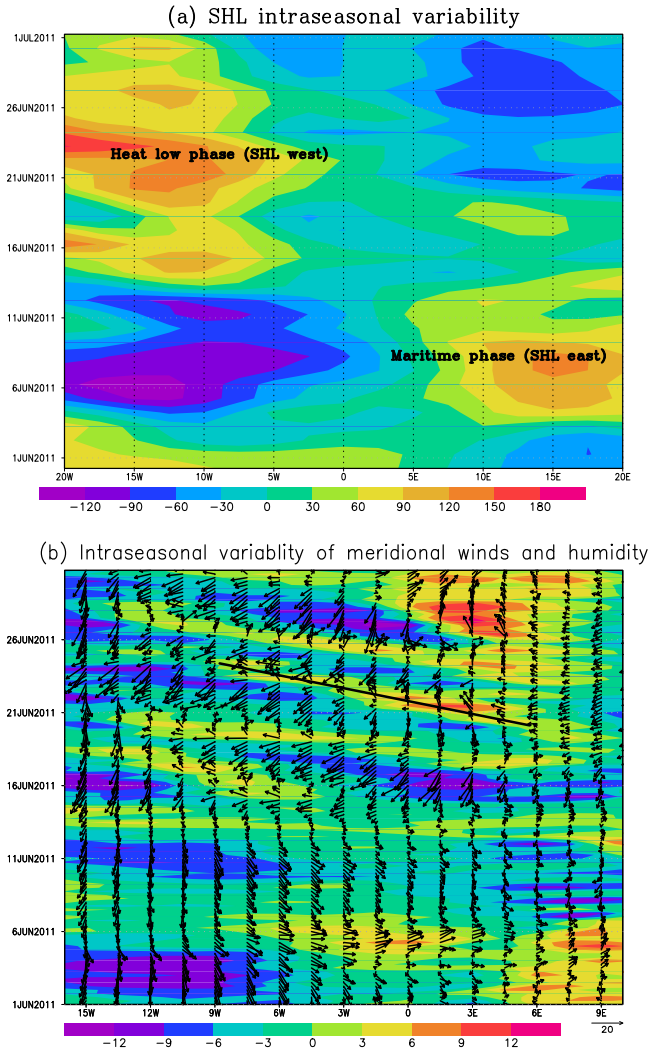 (a) SHL intraseasonal variability
1JUL2011
26JUN2011
Heat low phase (SHL west)
21JUN2011
16JUN2011
11JUN2011
Maritime phase (SHL east)
6JUN2011
1JUN2011
20W 15W 10W 5W 0 5E 10E 15E 20E
-120 -90 -60 -30 0 30 60 90 120 150 180
(b) Intraseasonal variablity of meridional winds and humidity
26JUN2011
21JUN2011
16JUN2011
11JUN2011
6JUN2011
1JUN2011
15W 12W 9W 6W 3W 0 3E 6E 9E
20
-12 -9 -6 -3 0 3 6 9 12